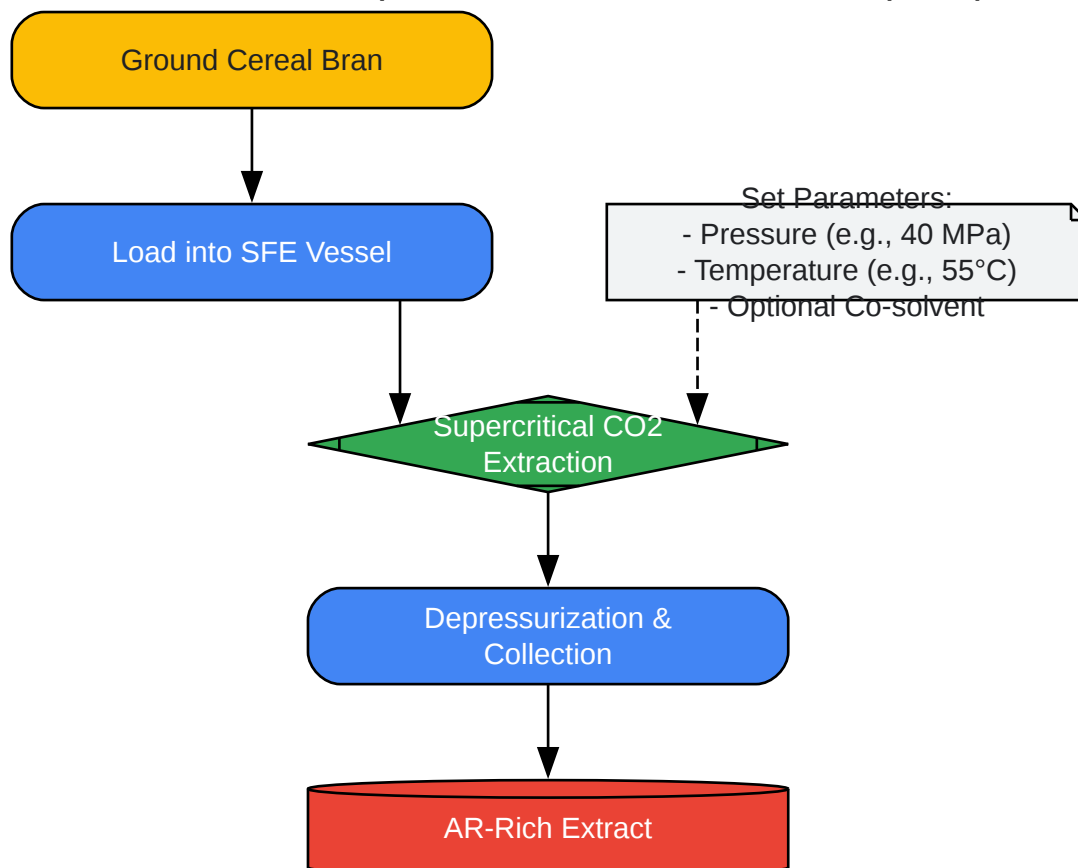 Ground Cereal Bran
Load into SFE Vessel
Set Parameters:
- Pressure (e.g., 40 MPa)
- Temperature (e.g., 55°C)
- Optional Co-solvent
Supercritical CO2
Extraction
Depressurization &
Collection
AR-Rich Extract